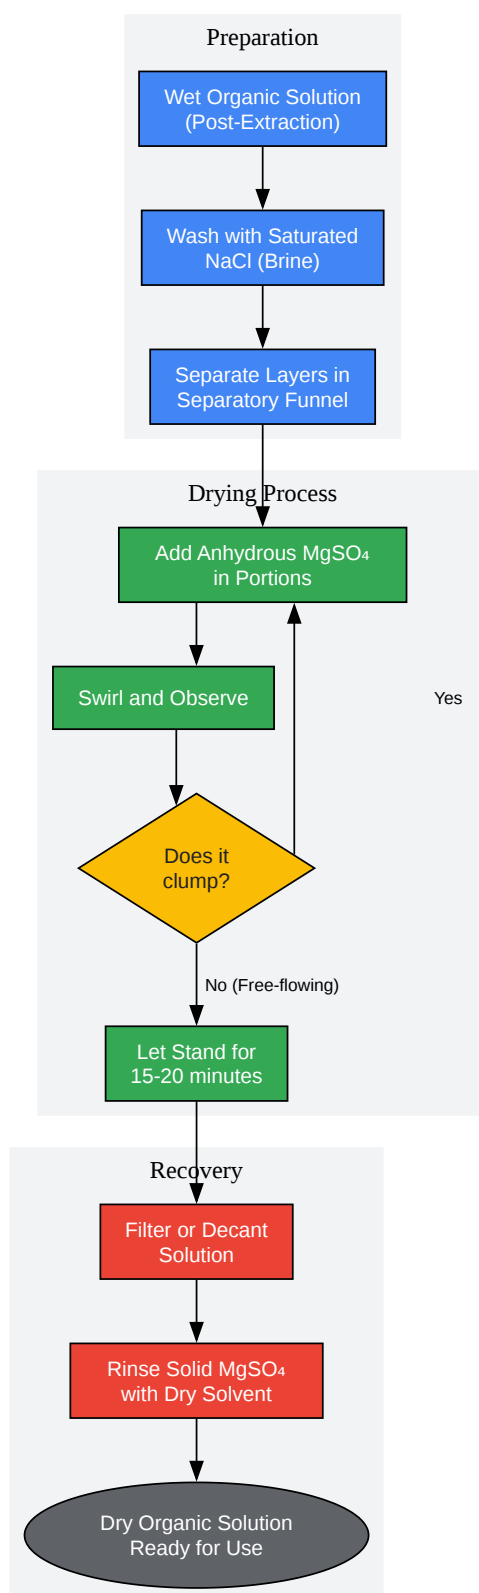 Preparation
Wet Organic Solution
(Post-Extraction)
Wash with Saturated
NaCl (Brine)
Separate Layers in
Separatory Funnel
Drying Process
Add Anhydrous MgSO₄
in Portions
Swirl and Observe
Yes
Does it
clump?
No (Free-flowing)
Let Stand for
15-20 minutes
Recovery
Filter or Decant
Solution
Rinse Solid MgSO₄
with Dry Solvent
Dry Organic Solution
Ready for Use